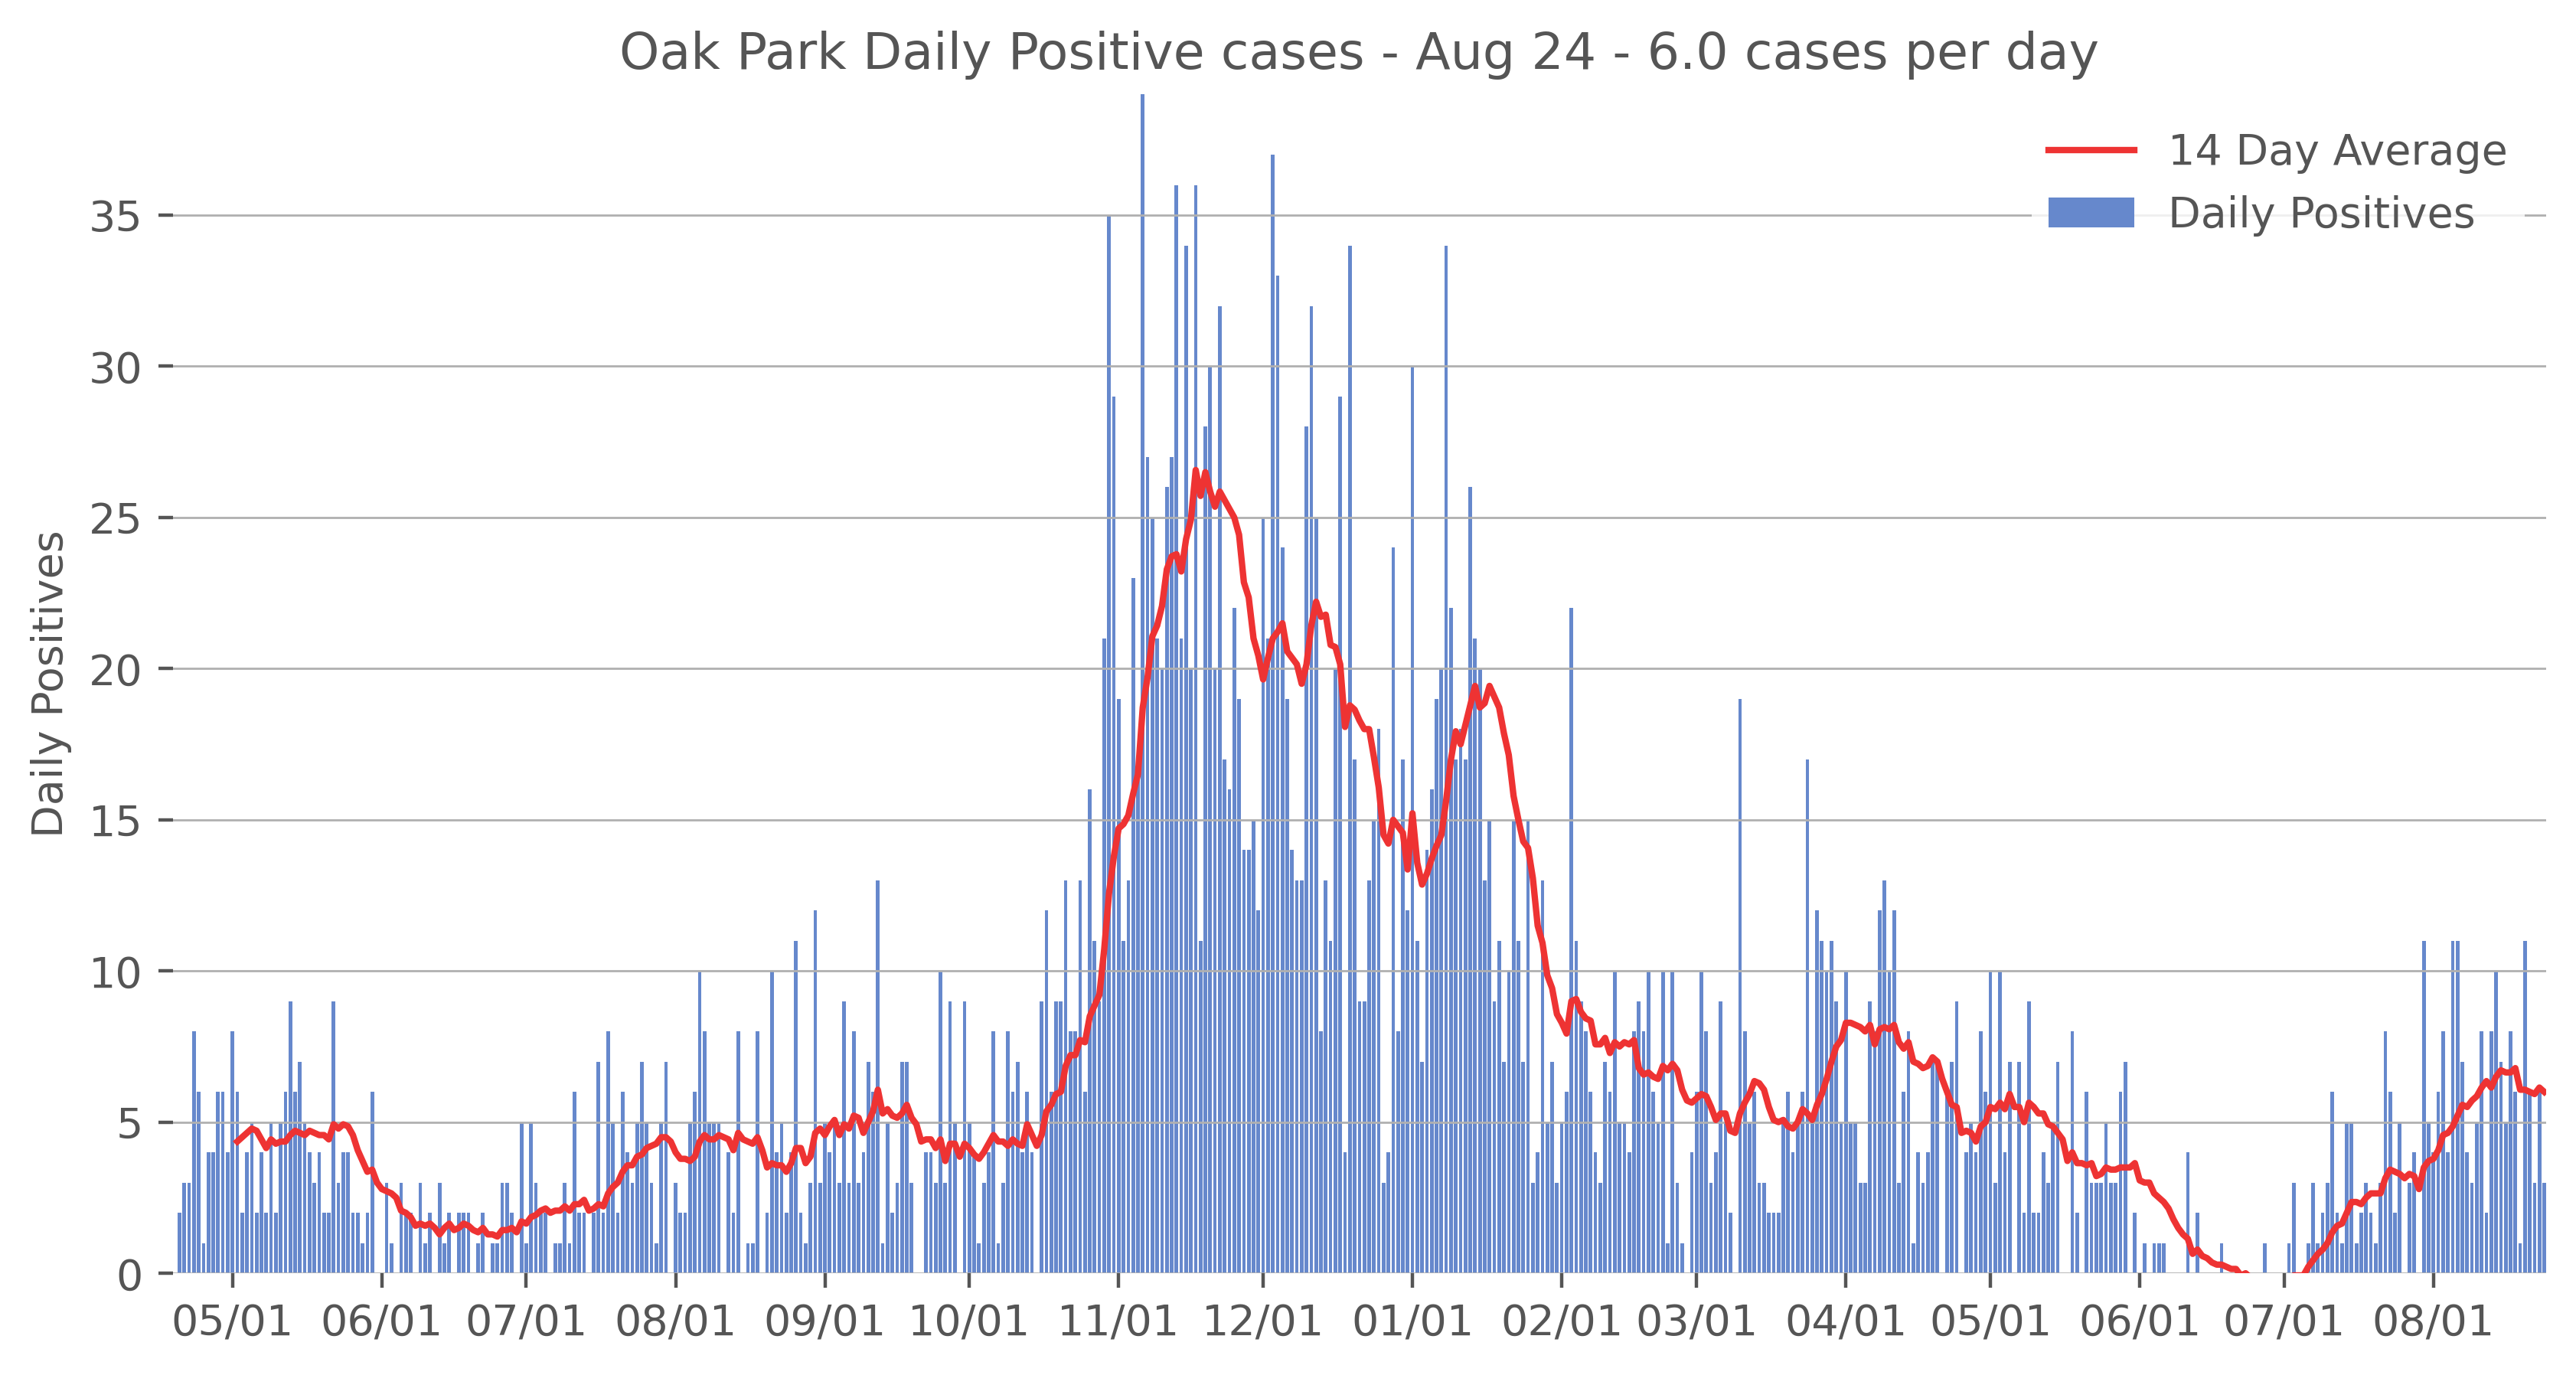 Oak Park Daily Positive cases - Aug 24 - 6.0 cases per day
14 Day Average
Daily Positives
Daily Positives
35
30
25
20
15
10
5
0
05/01 06/01 07/01 08/01 09/01 10/01 11/01 12/01 01/01 02/01 03/01 04/01 05/01 06/01 07/01 08/01